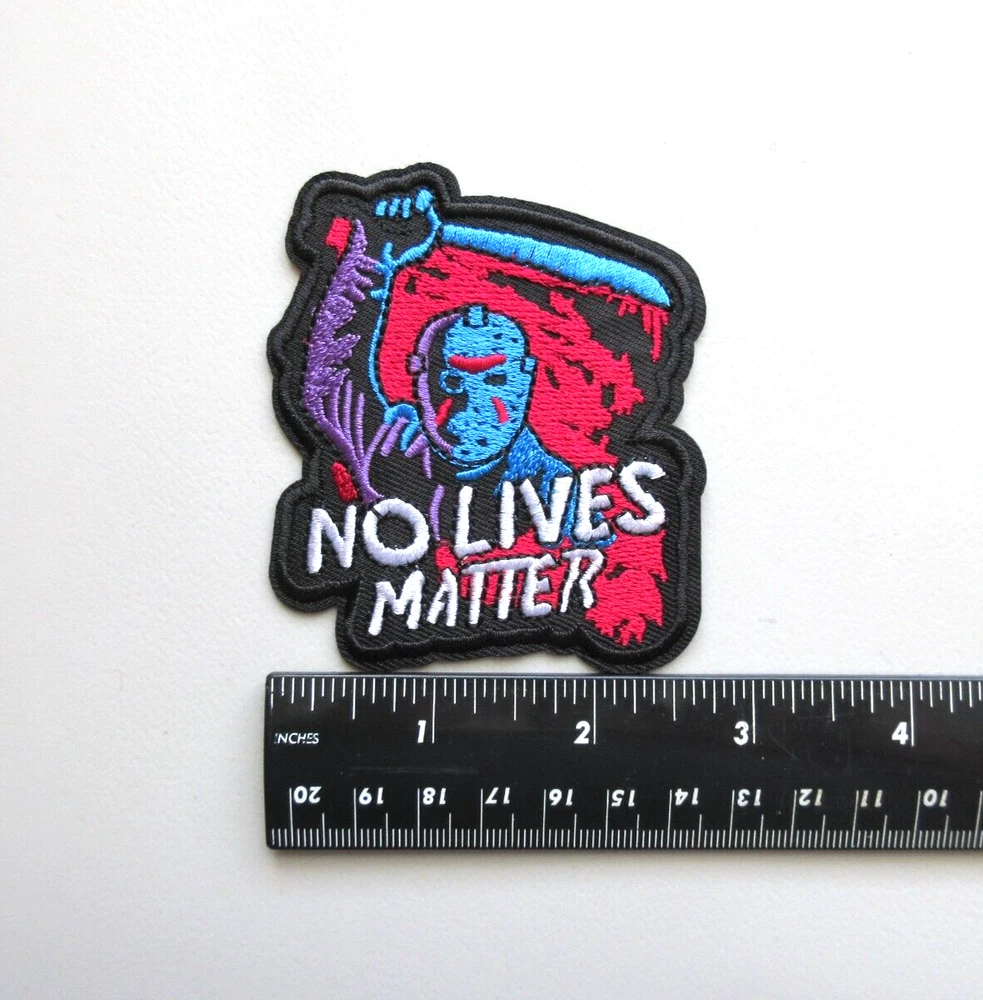 NO LIVES
MATTER
1 2 3 4
INCHES
20 19 18 17 16 15 14 13 12 11 10